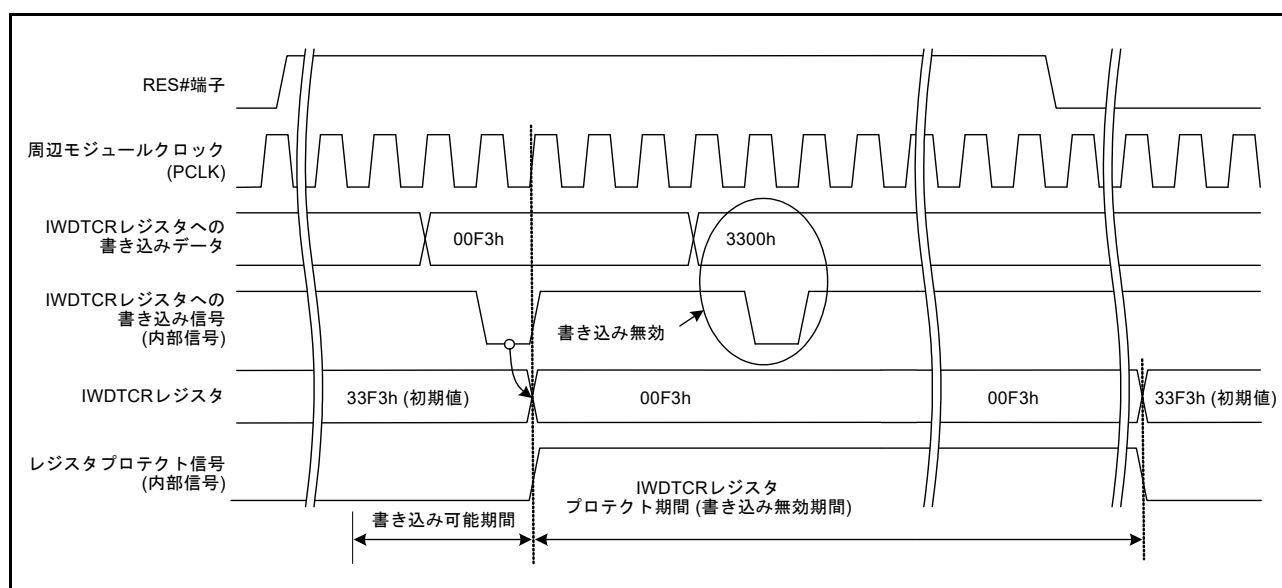 RES#端子
周辺モジュールクロック
(PCLK)
IWDTCRレジスタへの
書き込みデータ
00F3h
3300h
IWDTCRレジスタへの
書き込み信号
(内部信号)
書き込み無効
IWDTCRレジスタ
33F3h (初期値)
00F3h
00F3h
33F3h (初期値)
レジスタプロテクト信号
(内部信号)
IWDTCRレジスタ
プロテクト期間 (書き込み無効期間)
書き込み可能期間